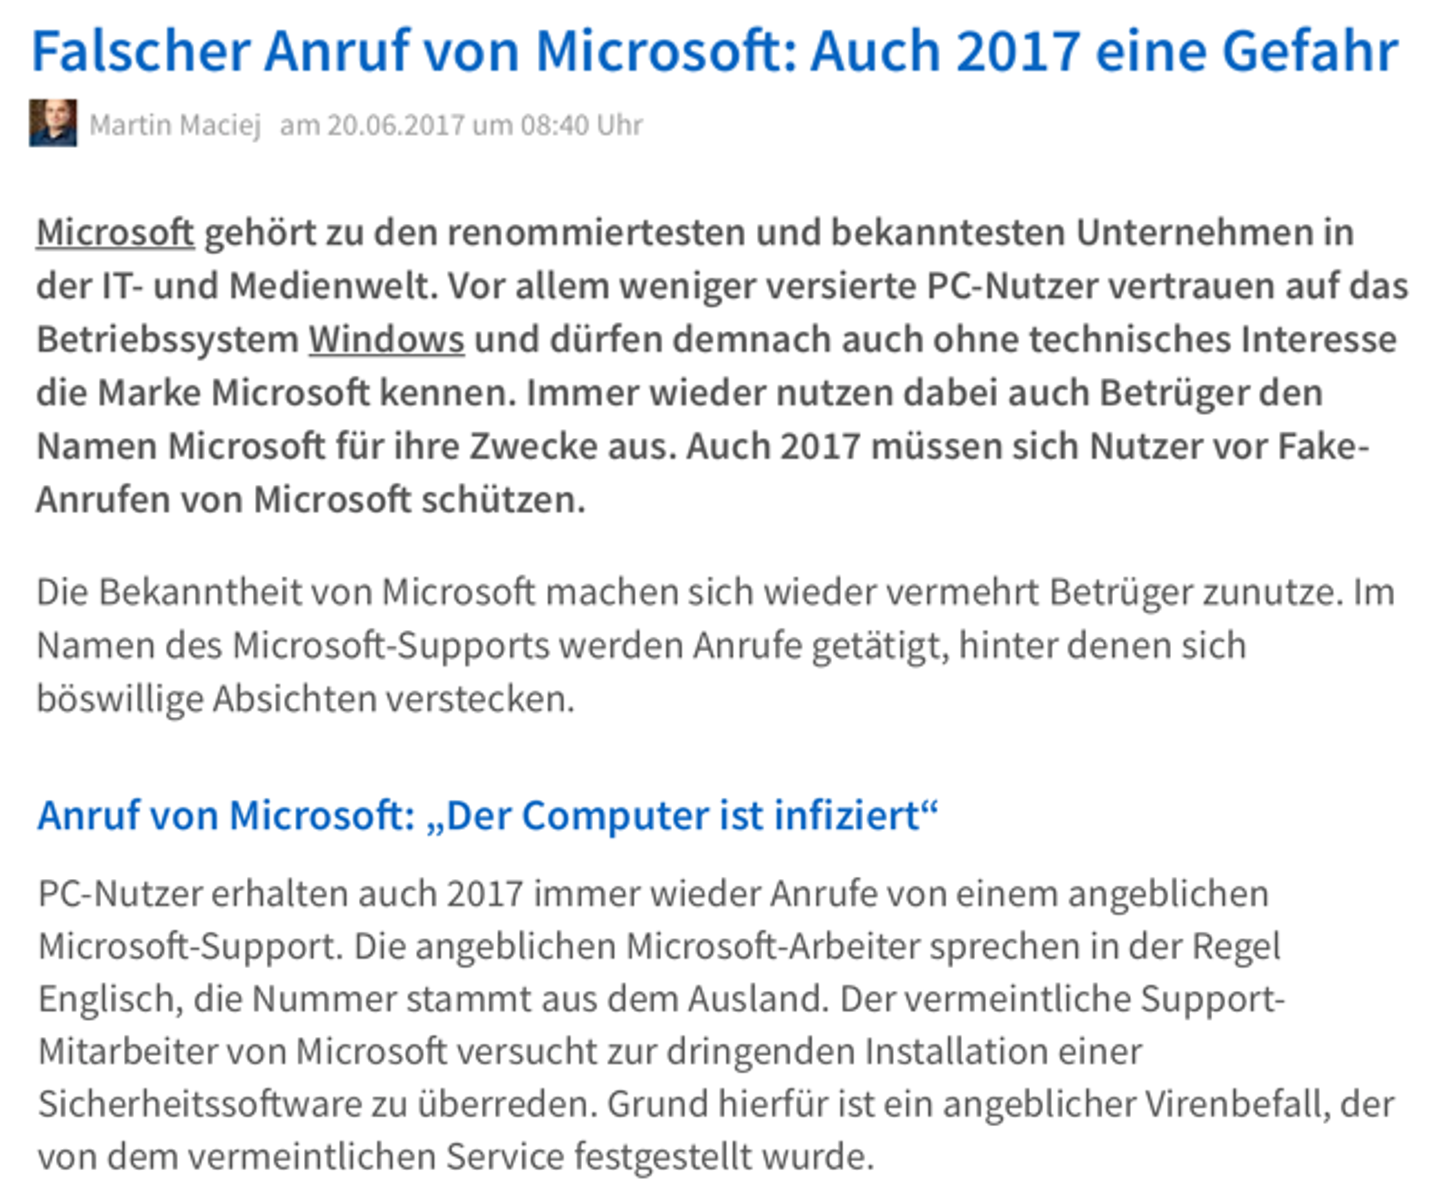 Falscher Anruf von Microsoft: Auch 2017 eine Gefahr
Martin Maciej am 20.06.2017 um 08:40 Uhr
Microsoft gehört zu den renommiertesten und bekanntesten Unternehmen in
der IT- und Medienwelt. Vor allem weniger versierte PC-Nutzer vertrauen auf das
Betriebssystem Windows und dürfen demnach auch ohne technisches Interesse
die Marke Microsoft kennen. Immer wieder nutzen dabei auch Betrüger den
Namen Microsoft für ihre Zwecke aus. Auch 2017 müssen sich Nutzer vor Fake-
Anrufen von Microsoft schützen.
Die Bekanntheit von Microsoft machen sich wieder vermehrt Betrüger zunutze. Im
Namen des Microsoft-Supports werden Anrufe getätigt, hinter denen sich
böswillige Absichten verstecken.
Anruf von Microsoft: „Der Computer ist infiziert“
PC-Nutzer erhalten auch 2017 immer wieder Anrufe von einem angeblichen
Microsoft-Support. Die angeblichen Microsoft-Arbeiter sprechen in der Regel
Englisch, die Nummer stammt aus dem Ausland. Der vermeintliche Support-
Mitarbeiter von Microsoft versucht zur dringenden Installation einer
Sicherheitssoftware zu überreden. Grund hierfür ist ein angeblicher Virenbefall, der
von dem vermeintlichen Service festgestellt wurde.